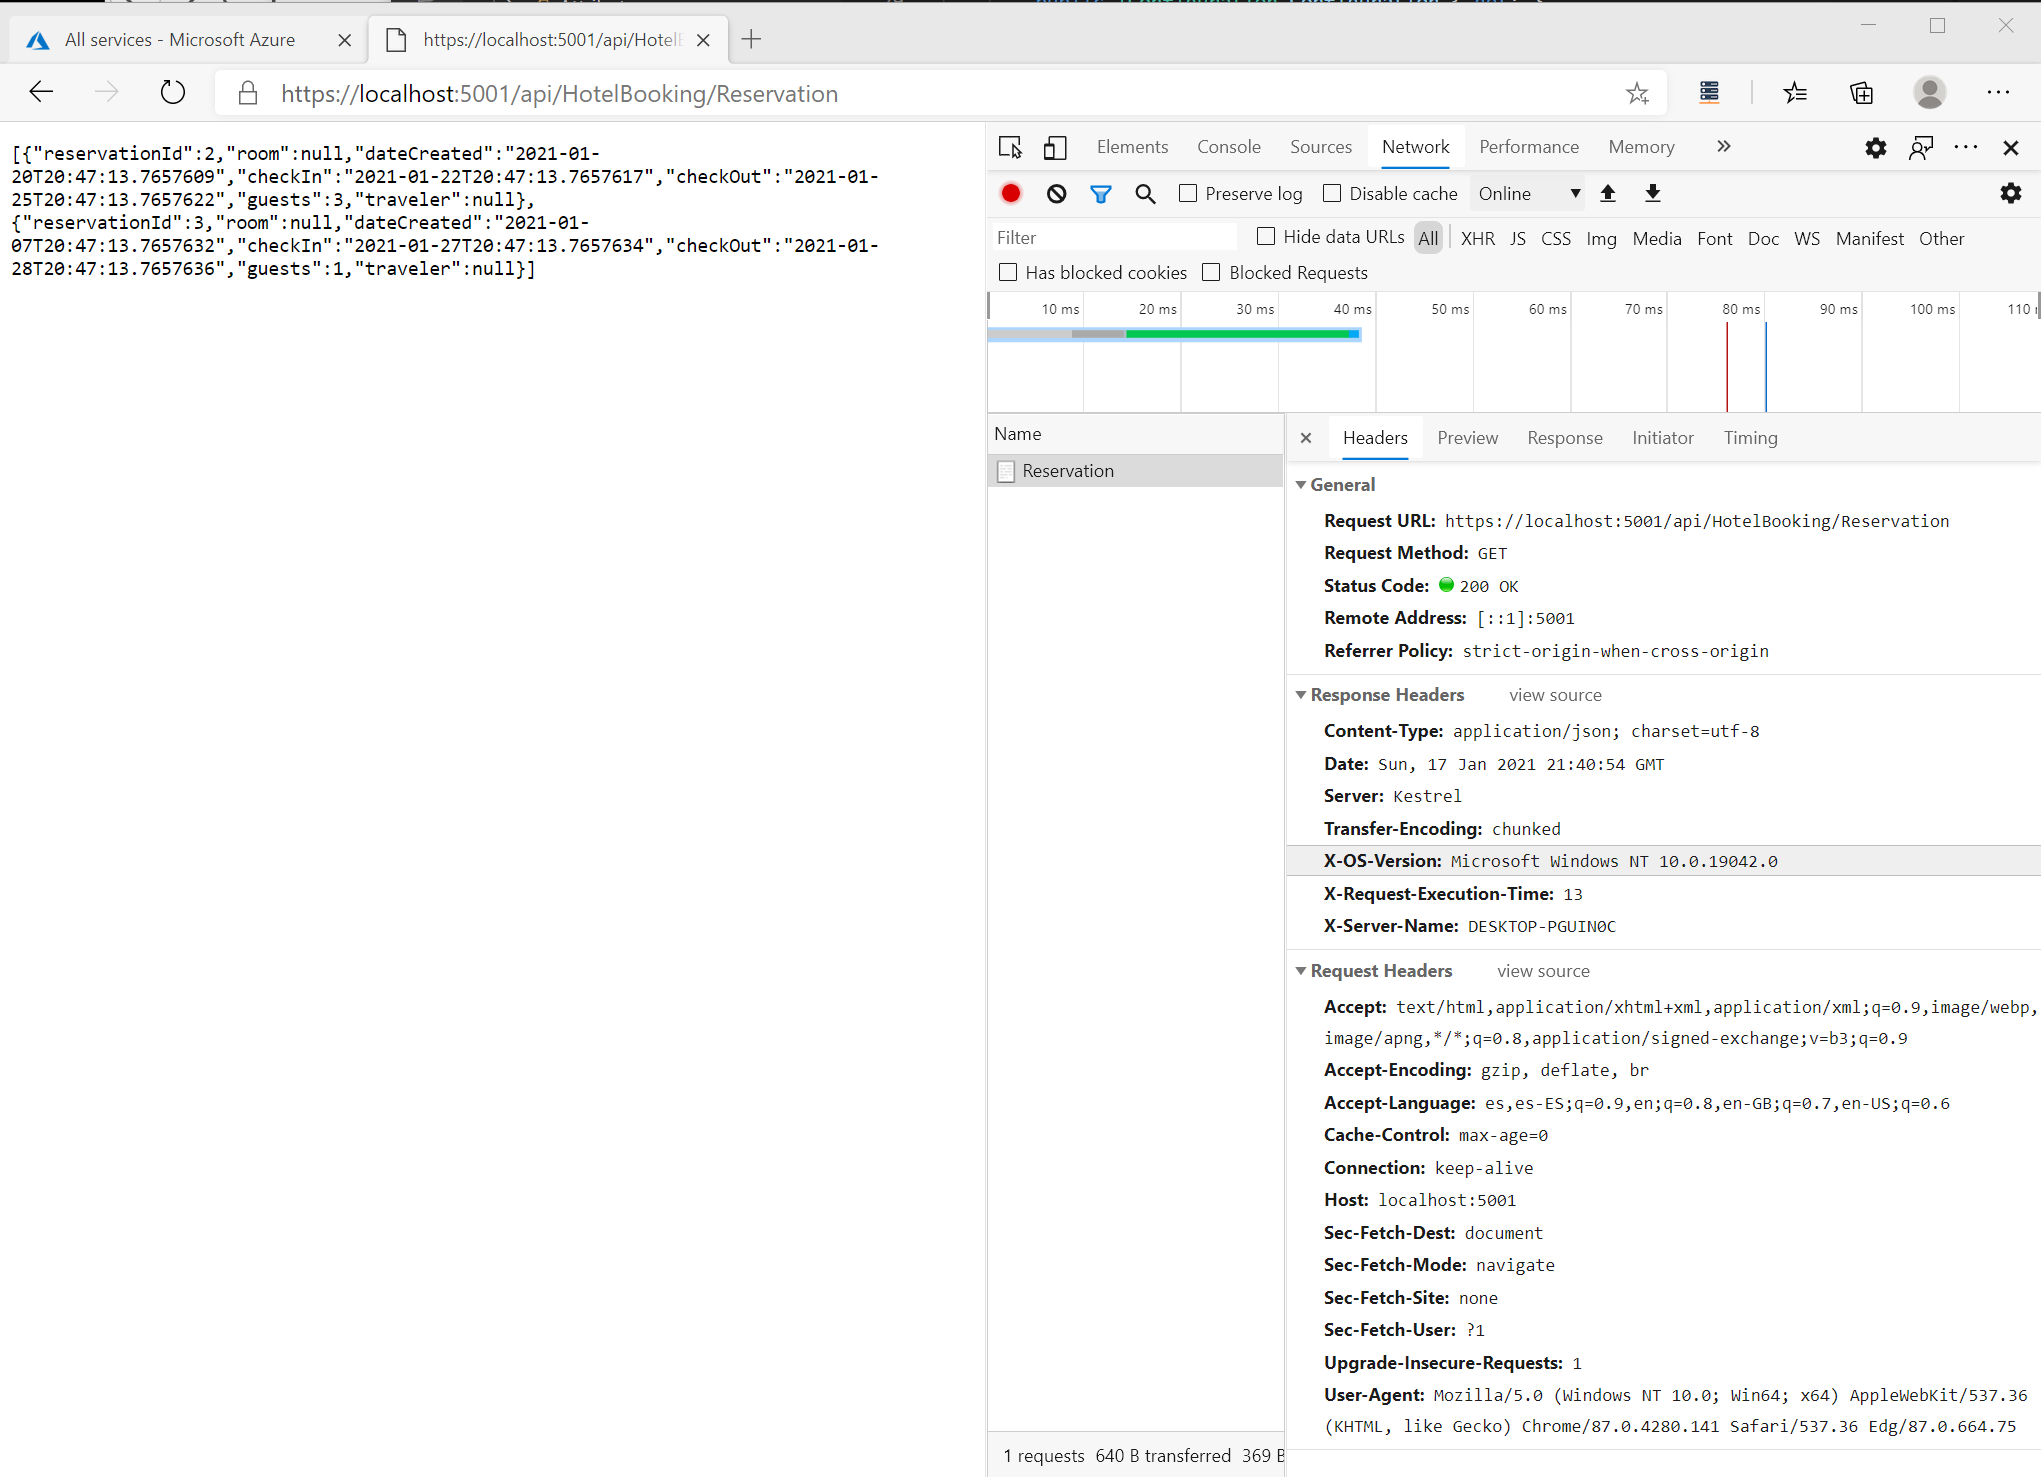 All services - Microsoft Azure
https://localhost:5001/api/Hotel
https://localhost:5001/api/HotelBooking/Reservation
[{"reservationId":2,"room":null,"dateCreated":"2021-01-
20T20:47:13.7657609","checkIn":"2021-01-22T20:47:13.7657617","checkOut":"2021-01-
25T20:47:13.7657622","guests":3,"traveler":null},
{"reservationId":3,"room":null,"dateCreated":"2021-01-
07T20:47:13.7657632","checkIn":"2021-01-27T20:47:13.7657634","checkOut":"2021-01-
28T20:47:13.7657636","guests":1,"traveler":null}]
Elements Console Sources Network Performance Memory
Preserve log Disable cache Online
Filter Hide data URLs All XHR JS CSS Img Media Font Doc WS Manifest Other
Has blocked cookies Blocked Requests
10 ms 20 ms 30 ms 40 ms 50 ms 60 ms 70 ms 80 ms 90 ms 100 ms 110
Name
Reservation
Headers Preview Response Initiator Timing
General
Request URL: https://localhost:5001/api/HotelBooking/Reservation
Request Method: GET
Status Code: 200 OK
Remote Address: [::1]:5001
Referrer Policy: strict-origin-when-cross-origin
Response Headers view source
Content-Type: application/json; charset=utf-8
Date: Sun, 17 Jan 2021 21:40:54 GMT
Server: Kestrel
Transfer-Encoding: chunked
X-OS-Version: Microsoft Windows NT 10.0.19042.0
X-Request-Execution-Time: 13
X-Server-Name: DESKTOP-PGUIN0C
Request Headers view source
Accept: text/html,application/xhtml+xml,application/xml;q=0.9,image/webp,
image/apng,*/*;q=0.8,application/signed-exchange;v=b3;q=0.9
Accept-Encoding: gzip, deflate, br
Accept-Language: es,es-ES;q=0.9,en;q=0.8,en-GB;q=0.7,en-US;q=0.6
Cache-Control: max-age=0
Connection: keep-alive
Host: localhost:5001
Sec-Fetch-Dest: document
Sec-Fetch-Mode: navigate
Sec-Fetch-Site: none
Sec-Fetch-User: ?1
Upgrade-Insecure-Requests: 1
User-Agent: Mozilla/5.0 (Windows NT 10.0; Win64; x64) AppleWebKit/537.36
(KHTML, like Gecko) Chrome/87.0.4280.141 Safari/537.36 Edg/87.0.664.75
1 requests 640 B transferred 369 B